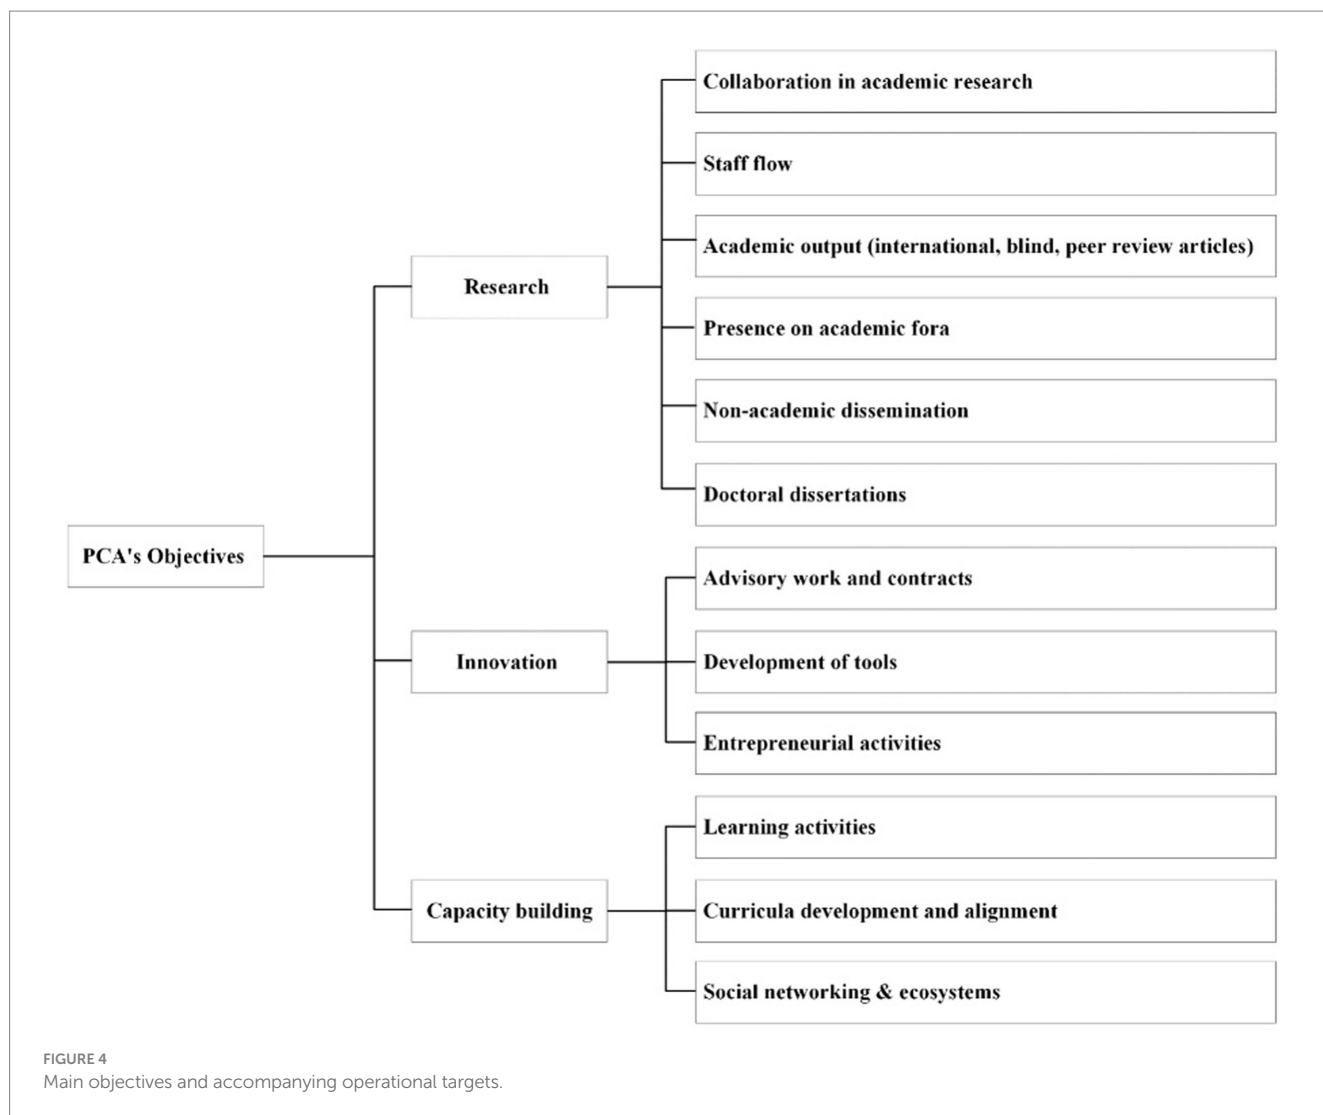 PCA's Objectives
Research
Collaboration in academic research
Staff flow
Academic output (international, blind, peer review articles)
Presence on academic fora
Non-academic dissemination
Doctoral dissertations
Innovation
Advisory work and contracts
Development of tools
Entrepreneurial activities
Capacity building
Learning activities
Curricula development and alignment
Social networking & ecosystems
FIGURE 4
Main objectives and accompanying operational targets.